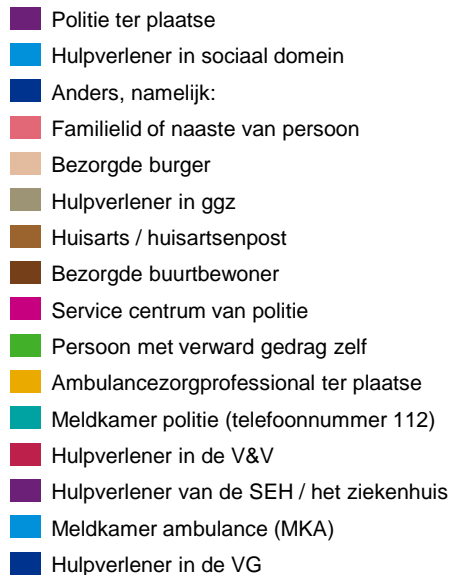 Politie ter plaatse
Hulpverlener in sociaal domein
Anders, namelijk:
Familielid of naaste van persoon
Bezorgde burger
Hulpverlener in ggz
Huisarts / huisartsenpost
Bezorgde buurtbewoner
Service centrum van politie
Persoon met verward gedrag zelf
Ambulancezorgprofessional ter plaatse
Meldkamer politie (telefoonnummer 112)
Hulpverlener in de V&V
Hulpverlener van de SEH / het ziekenhuis
Meldkamer ambulance (MKA)
Hulpverlener in de VG